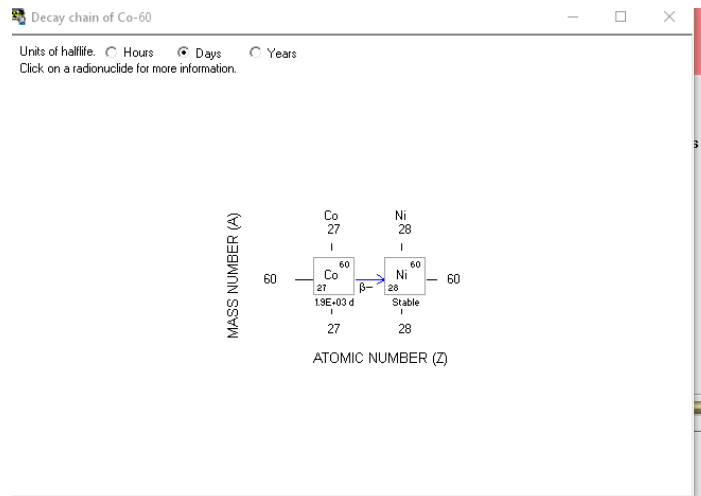 Decay chain of Co-60
Units of halflife. Hours Days Years
Click on a radionuclide for more information.
Co Ni
27 28
MASS NUMBER (A)
60 60 Co 27 β− 60 Ni 28 60
1.9E+03 d Stable
27 28
ATOMIC NUMBER (Z)
s